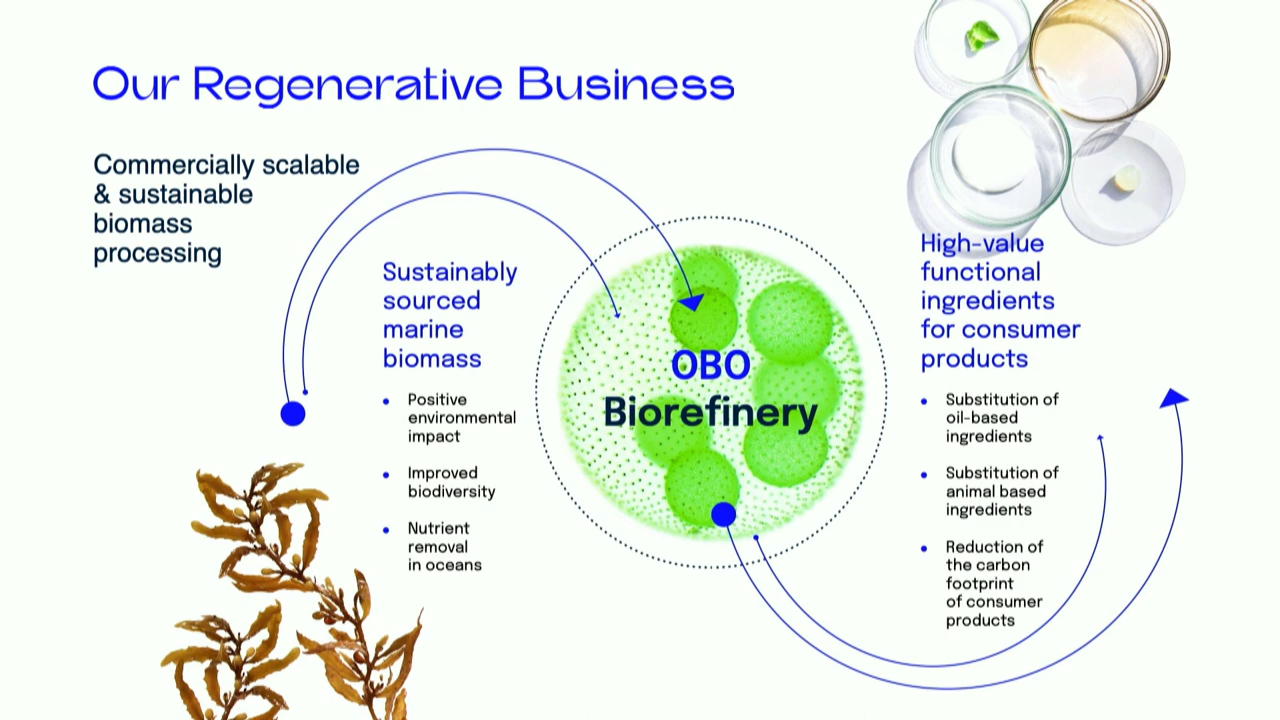 Our Regenerative Business
Commercially scalable
& sustainable
biomass
processing
Sustainably
sourced
marine
biomass
• Positive
environmental
impact
• Improved
biodiversity
• Nutrient
removal
in oceans
OBO
Biorefinery
High-value
functional
ingredients
for consumer
products
• Substitution of
oil-based
ingredients
• Substitution of
animal based
ingredients
• Reduction of
the carbon
footprint
of consumer
products